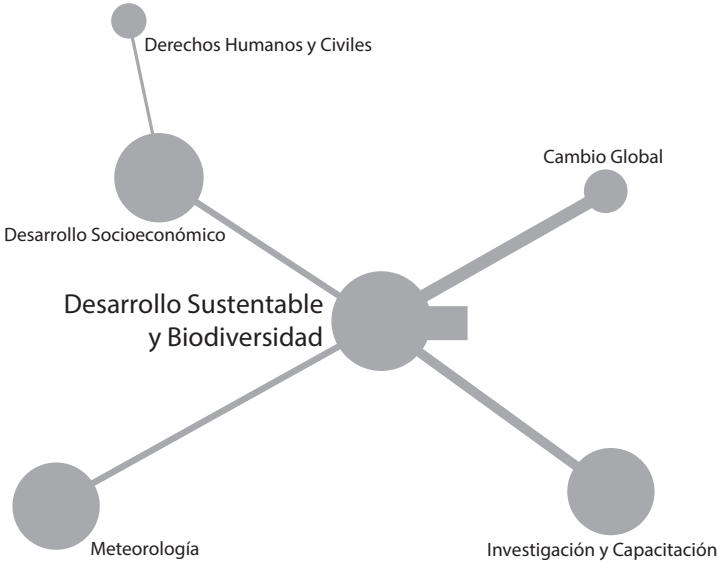 Derechos Humanos y Civiles
Cambio Global
Desarrollo Socioeconómico
Desarrollo Sustentable
y Biodiversidad
Meteorología
Investigación y Capacitación